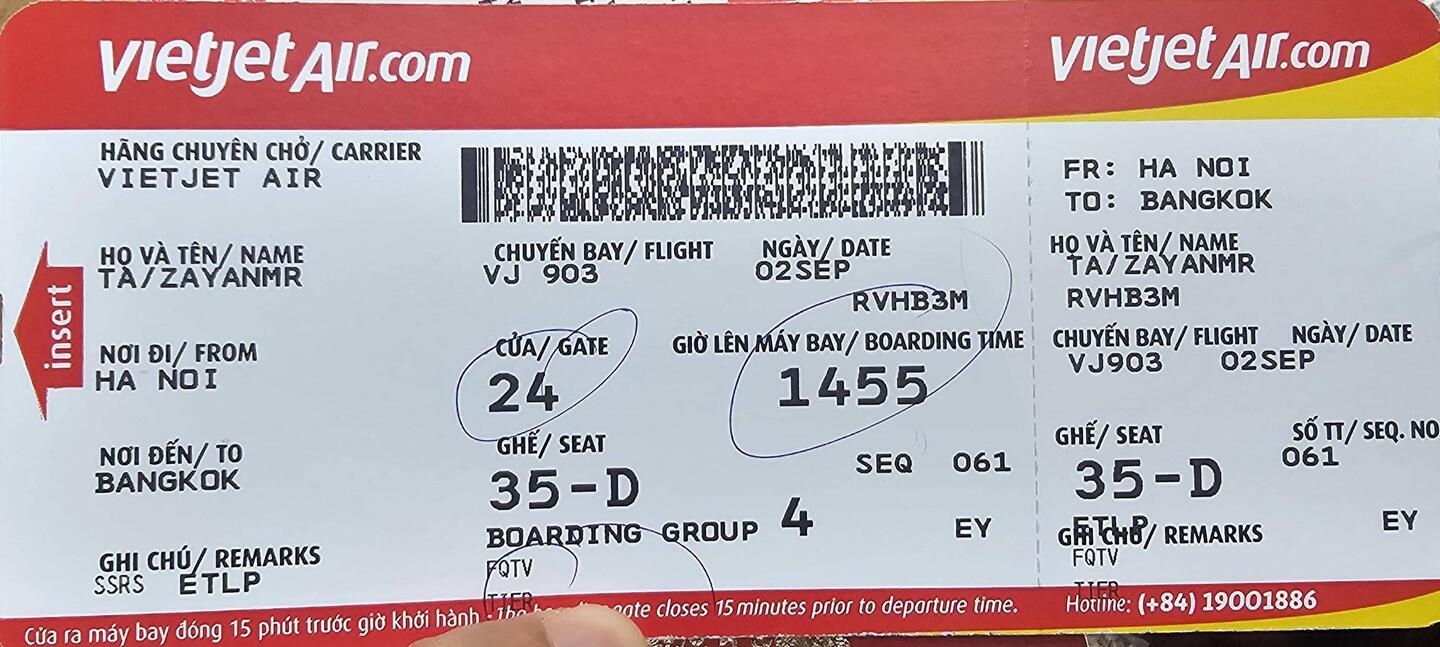 vietjetAir.com
HÃNG CHUYÊN CHỞ/ CARRIER
VIETJET AIR
HỌ VÀ TÊN/ NAME
TA/ZAYANMR
CHUYẾN BAY/ FLIGHT
VJ 903
NGÀY/ DATE
02SEP
RVHB3M
insert
NƠI ĐI/ FROM
HA NOI
CỬA/ GATE
24
GIỜ LÊN MÁY BAY/ BOARDING TIME
1455
NƠI ĐẾN/ TO
BANGKOK
GHẾ/ SEAT
35-D
SEQ 061
BOARDING GROUP 4
EY
GHI CHÚ/ REMARKS
SSRS ETLP
FQTV
TIER
Cửa ra máy bay đóng 15 phút trước giờ khởi hành - The gate closes 15 minutes prior to departure time.
vietjetAir.com
FR: HA NOI
TO: BANGKOK
HỌ VÀ TÊN/ NAME
TA/ZAYANMR
RVHB3M
CHUYẾN BAY/ FLIGHT NGÀY/ DATE
VJ903 02SEP
GHẾ/ SEAT
35-D
SỐ TT/ SEQ. NO
061
ETLP
EY
GHI CHÚ/ REMARKS
FQTV
TIER
Hotline: (+84) 19001886